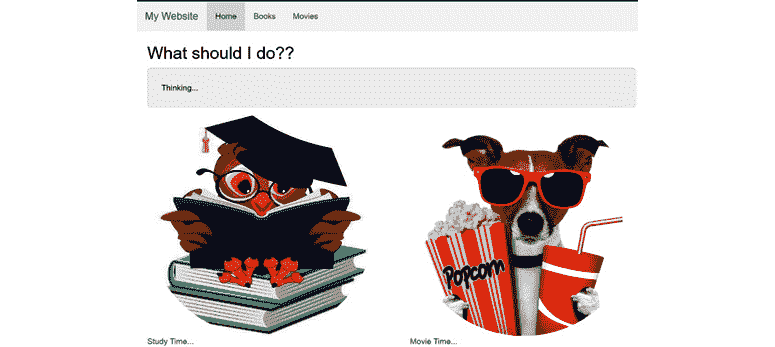 My Website Home Books Movies
What should I do??
Thinking...
Popcorn
Study Time...
Movie Time...